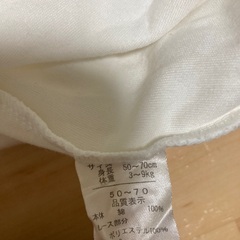 サイズ 50～70cm
身長
体重 3～9kg
50～70
品質表示
本体 綿 100%
レース部分
ポリエステル 100%